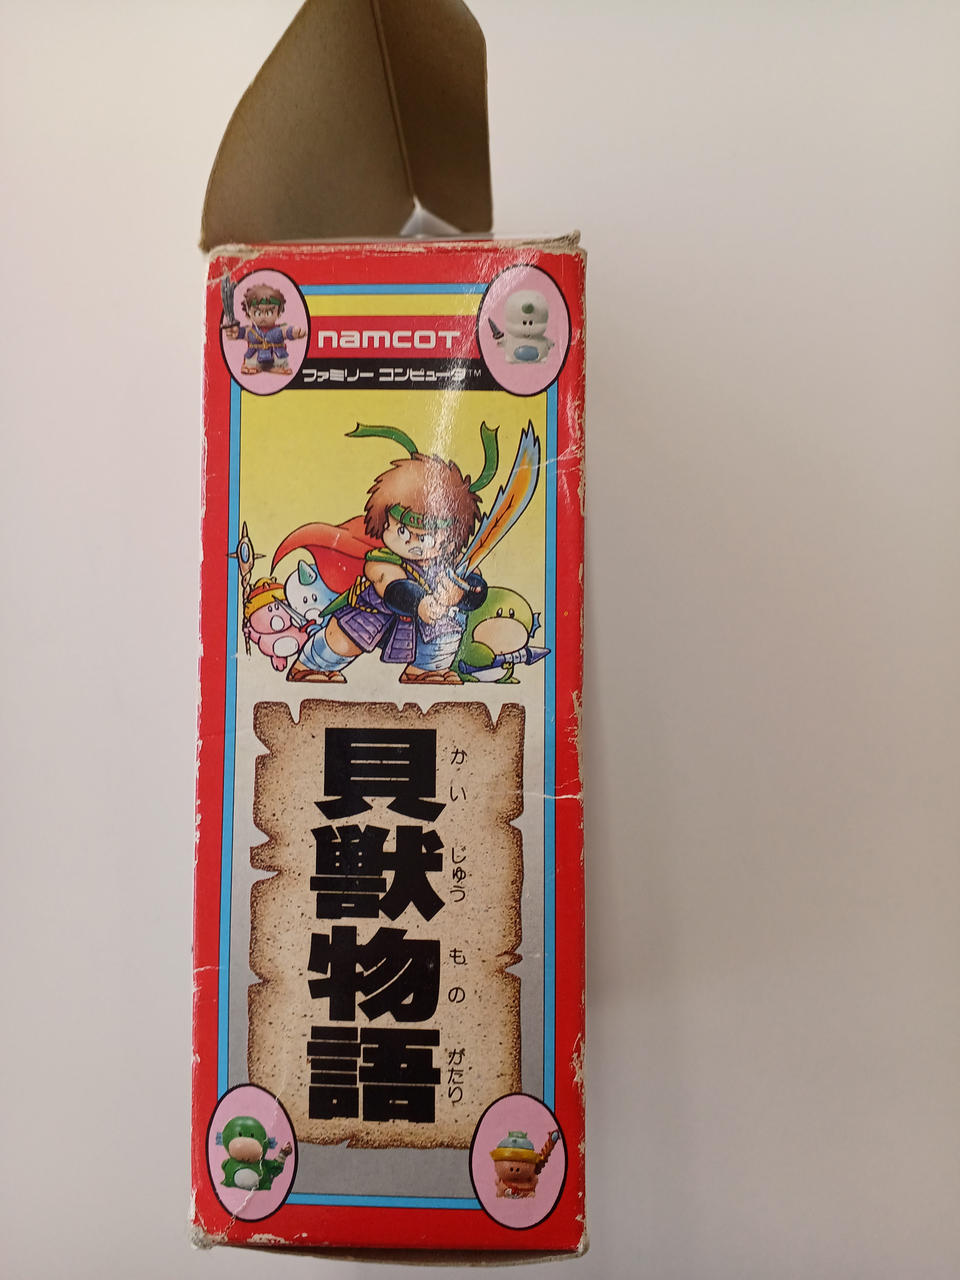 namcot
ファミリー コンピュータ™
貝獣物語
かいじゅうものがたり